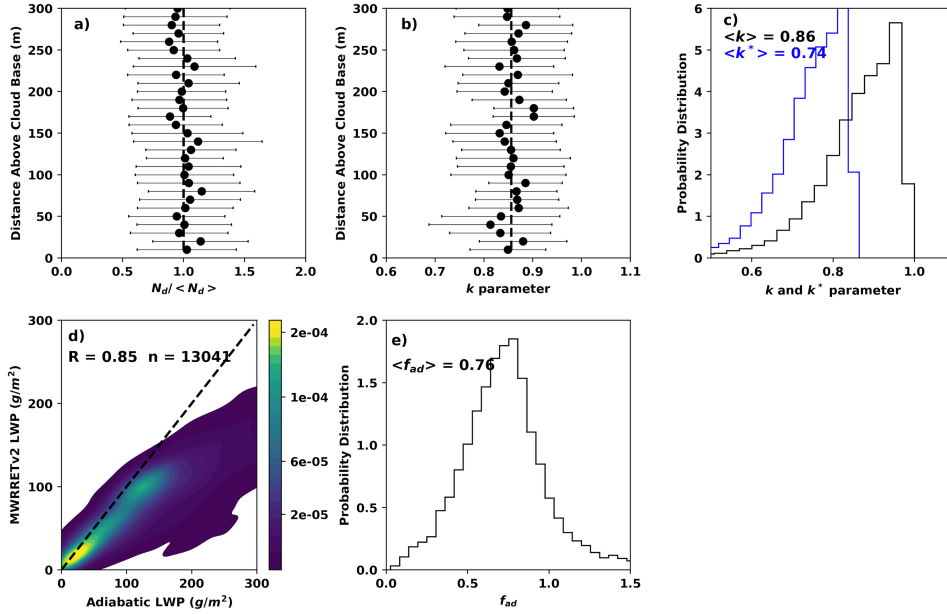 a)
300
250
200
150
100
50
0
Distance Above Cloud Base (m)
0.0
0.5
1.0
1.5
2.0
N_d/<N_d>
b)
300
250
200
150
100
50
0
Distance Above Cloud Base (m)
0.6
0.7
0.8
0.9
1.0
1.1
k parameter
c)
<k> = 0.86
<k*> = 0.74
6
5
4
3
2
1
0
Probability Distribution
0.6
0.8
1.0
k and k* parameter
d)
R = 0.85 n = 13041
300
200
100
0
MWRRETv2 LWP (g/m²)
0
100
200
300
Adiabatic LWP (g/m²)
2e-04
1e-04
6e-05
2e-05
e)
<f_ad> = 0.76
2.0
1.5
1.0
0.5
0.0
Probability Distribution
0.0
0.5
1.0
1.5
f_ad